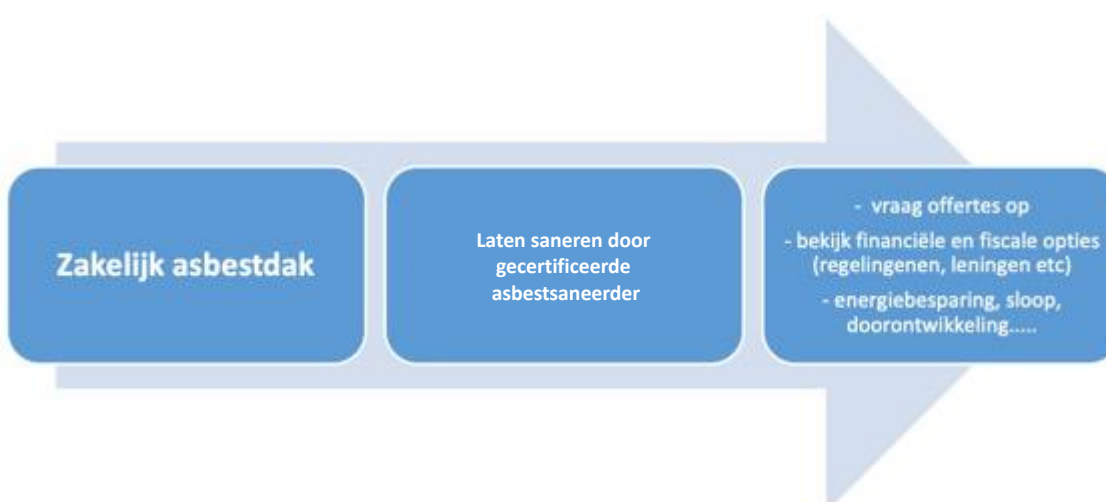 Zakelijk asbestdak
Laten saneren door
gecertificeerde
asbestsaneerder
- vraag offertes op
- bekijk financiële en fiscale opties
(regelingenen, leningen etc)
- energiebesparing, sloop,
doorontwikkeling.....